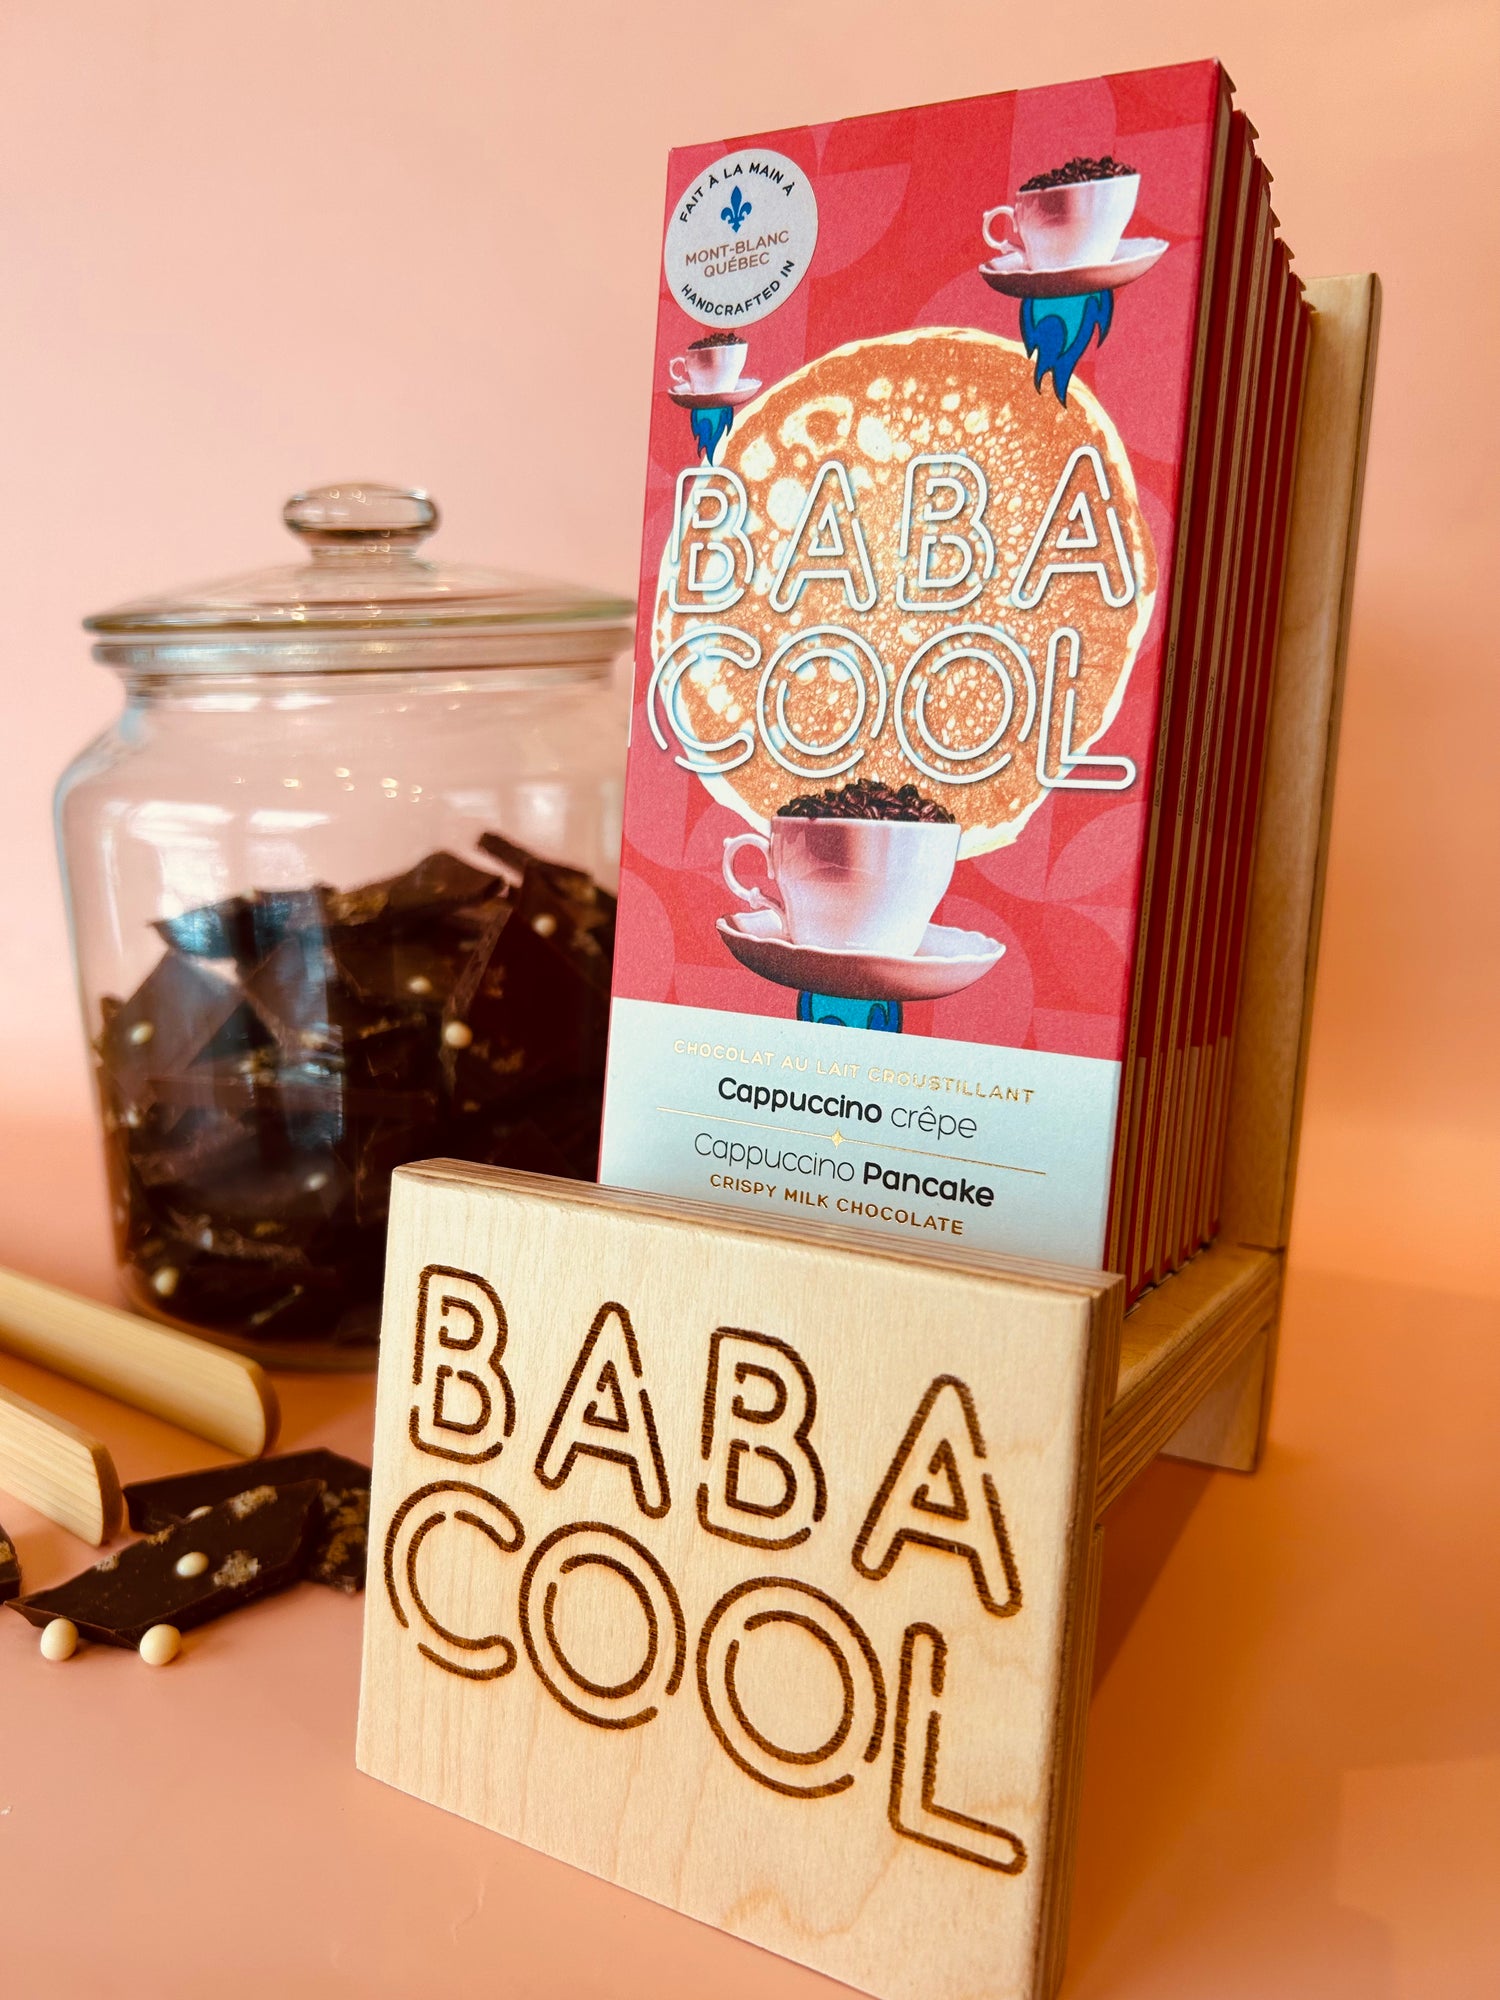 FAIT À LA MAIN À
MONT-BLANC
QUÉBEC
HANDCRAFTED IN
BABA
COOL
CHOCOLAT AU LAIT CROUSTILLANT
Cappuccino crêpe
Cappuccino Pancake
CRISPY MILK CHOCOLATE
BABA
COOL